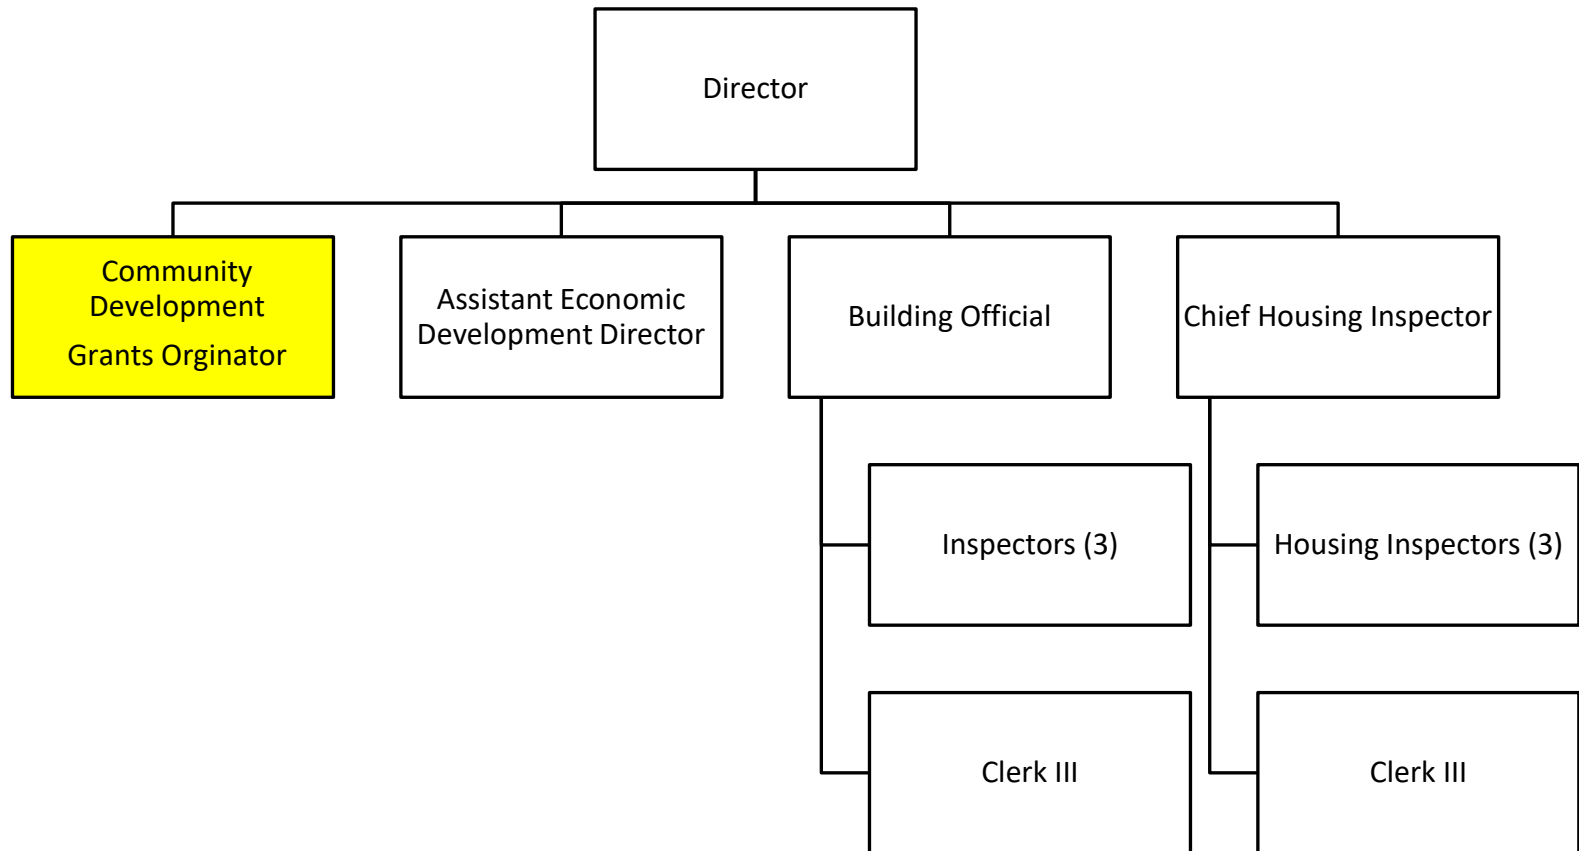 Director
Community
Development
Grants Orginator
Assistant Economic
Development Director
Building Official
Chief Housing Inspector
Inspectors (3)
Housing Inspectors (3)
Clerk III
Clerk III